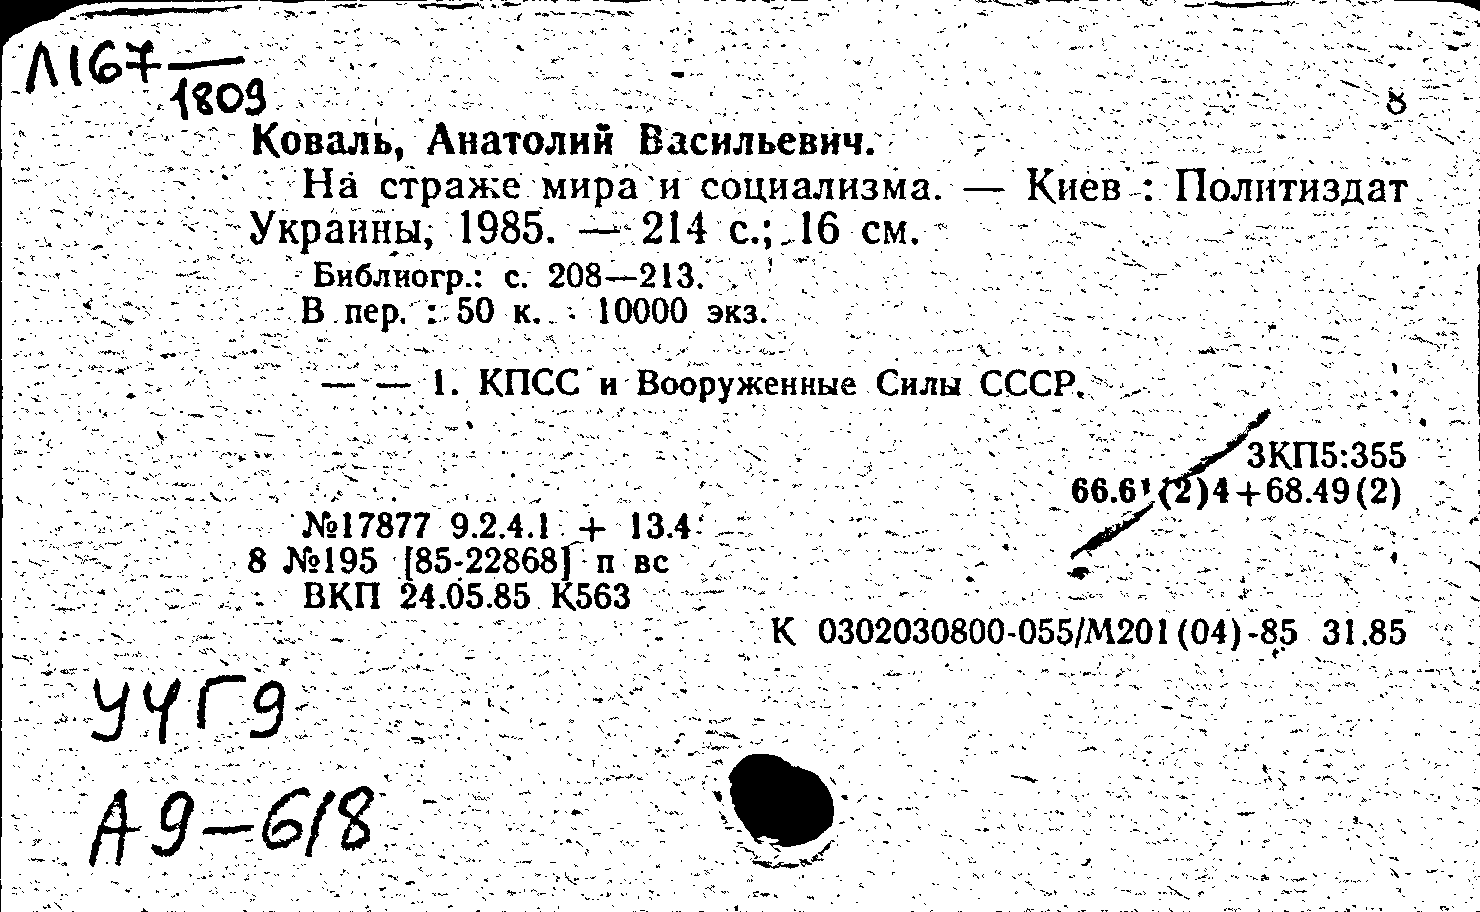 Л167
1809
8
Коваль, Анатолий Васильевич.
На страже мира и социализма. — Киев : Политиздат
Украины, 1985. — 214 с.; 16 см.
Библиогр.: с. 208—213.
В пер. : 50 к. 10000 экз.
— — 1. КПСС и Вооруженные Силы СССР.
3КП5:355
66.61(2)4+68.49(2)
№17877 9.2.4.1 + 13.4
8 №195 [85-22868] п вс
ВКП 24.05.85 К563
К 0302030800-055/М201(04)-85 31.85
УЧГ9
А9-6/8